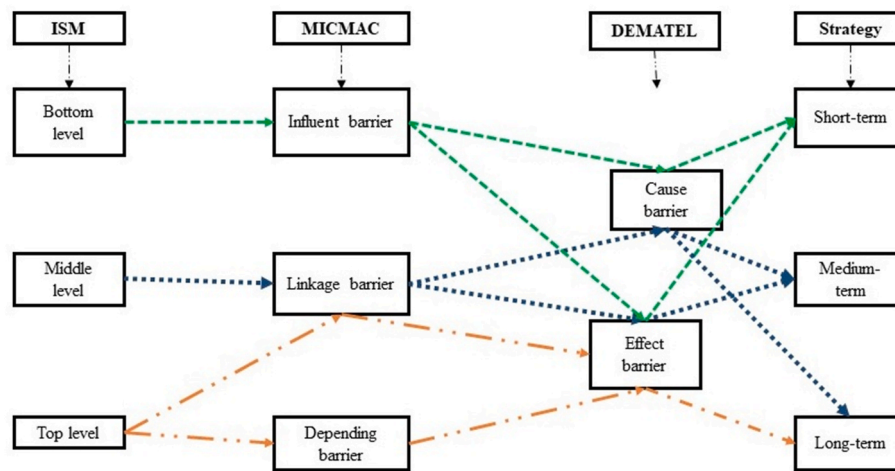 ISM
MICMAC
DEMATEL
Strategy
Bottom
level
Influent barrier
Short-term
Cause
barrier
Middle
level
Linkage barrier
Medium-
term
Effect
barrier
Top level
Depending
barrier
Long-term